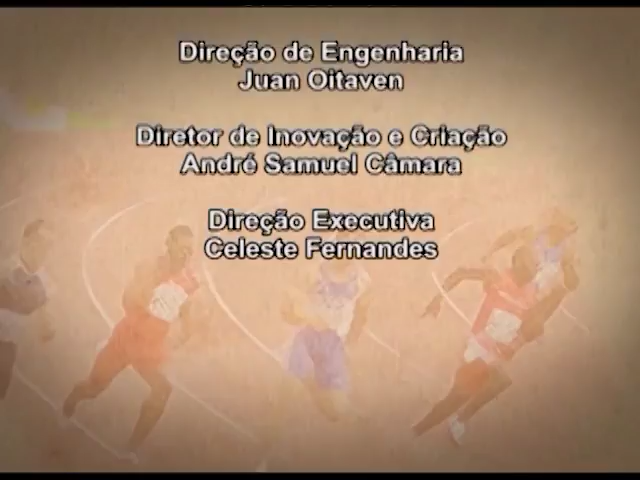 Direção de Engenharia
Juan Oitaven
Diretor de Inovação e Criação
André Samuel Câmara
Direção Executiva
Celeste Fernandes